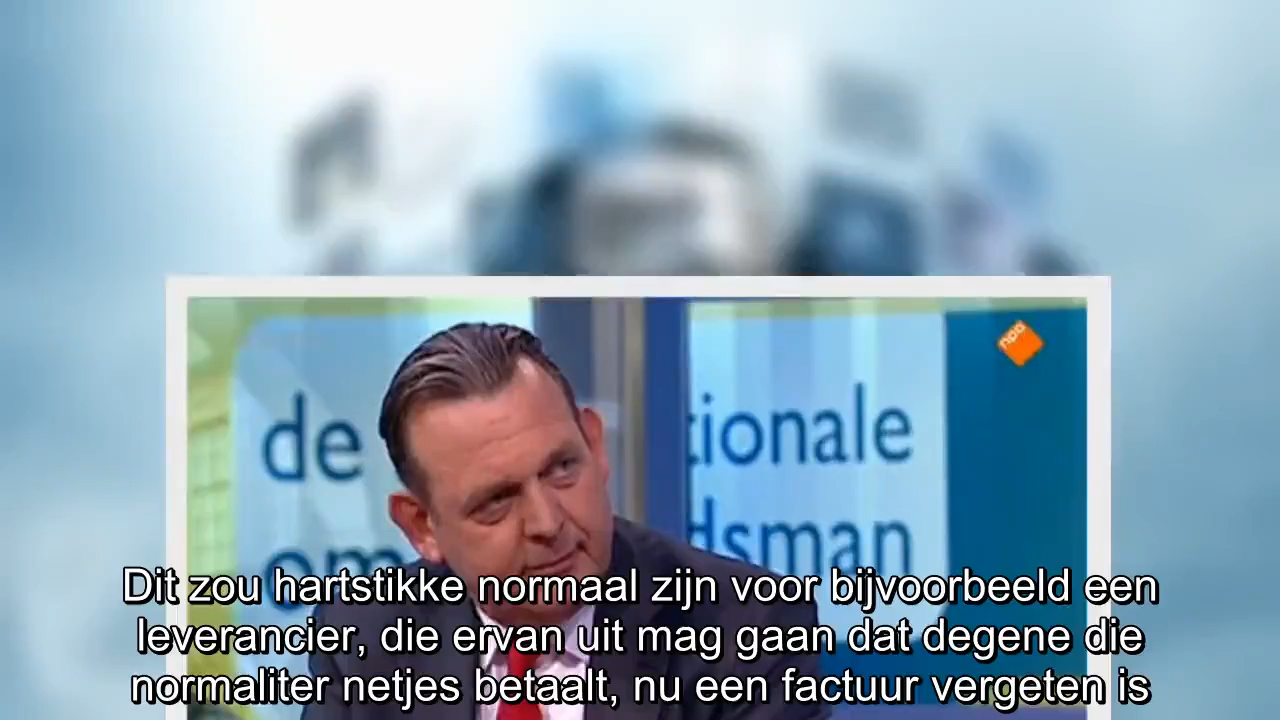 npo
de
tionale
om
dsman
Dit zou hartstikke normaal zijn voor bijvoorbeeld een
leverancier, die ervan uit mag gaan dat degene die
normaliter netjes betaalt, nu een factuur vergeten is